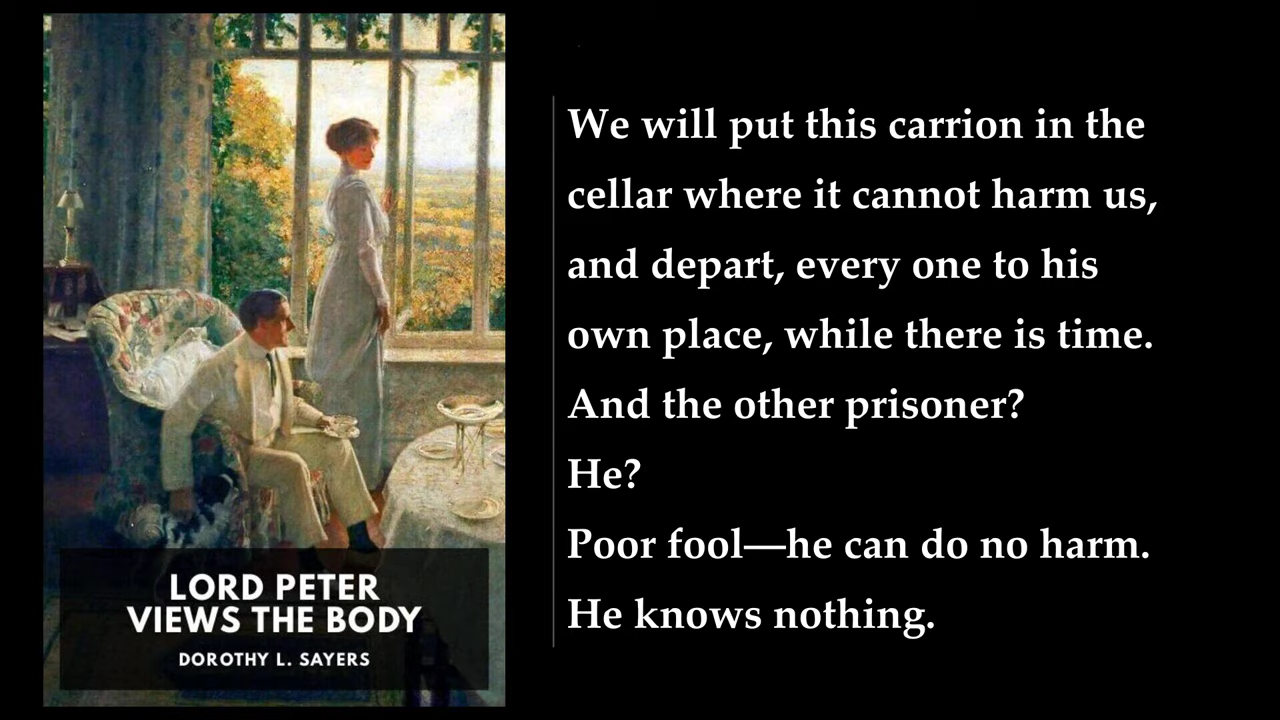 We will put this carrion in the
cellar where it cannot harm us,
and depart, every one to his
own place, while there is time.
And the other prisoner?
He?
Poor fool—he can do no harm.
He knows nothing.
LORD PETER
VIEWS THE BODY
DOROTHY L. SAYERS